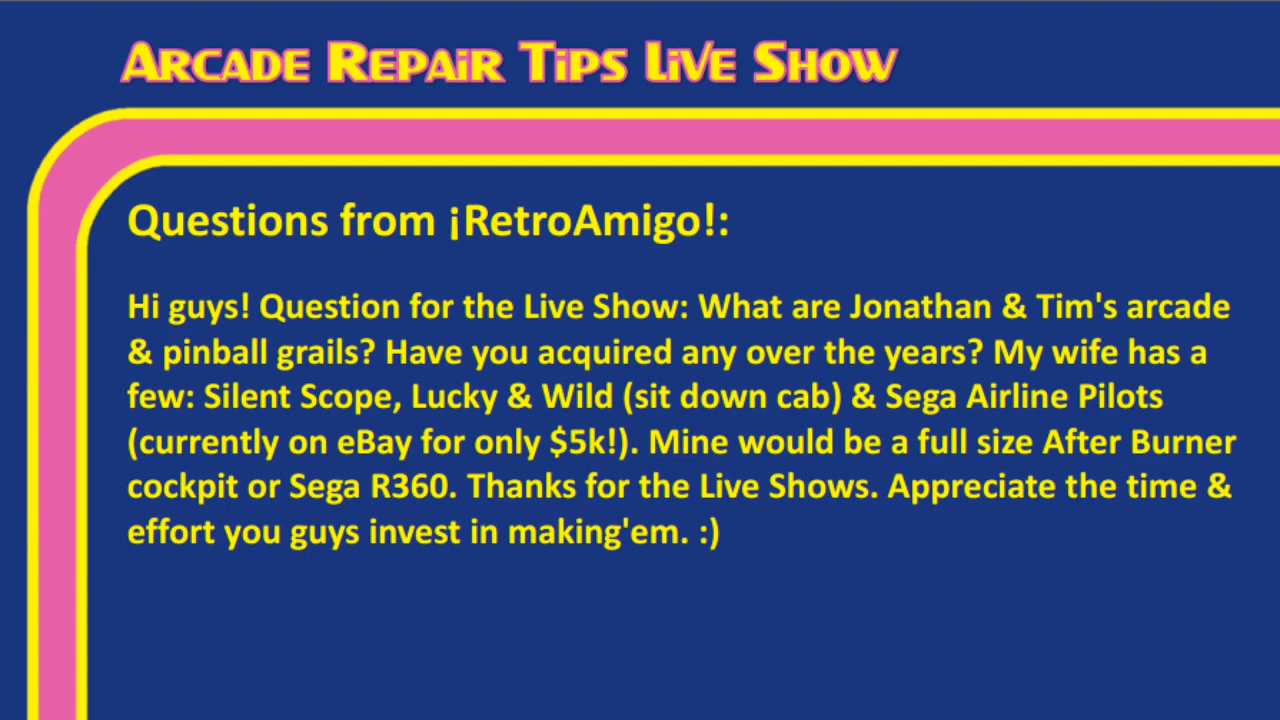 Arcade Repair Tips Live Show
Questions from ¡RetroAmigo!:
Hi guys! Question for the Live Show: What are Jonathan & Tim's arcade
& pinball grails? Have you acquired any over the years? My wife has a
few: Silent Scope, Lucky & Wild (sit down cab) & Sega Airline Pilots
(currently on eBay for only $5k!). Mine would be a full size After Burner
cockpit or Sega R360. Thanks for the Live Shows. Appreciate the time &
effort you guys invest in making'em. :)